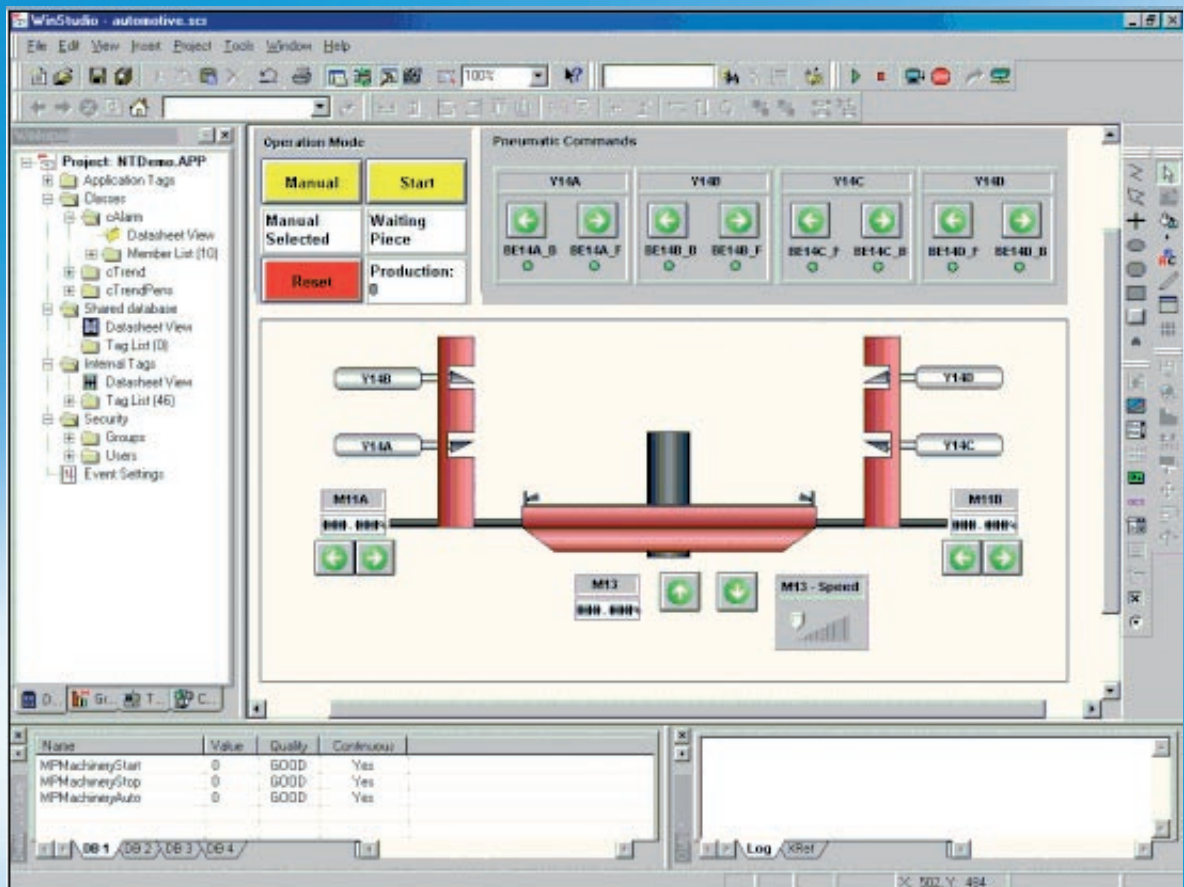 WinStudio - automotive.scr
File Edit View Insert Project Tools Window Help
100%
Project: NTDemo.APP
Application Tags
Classes
cAlarm
Datasheet View
Member List (10)
cTrend
cTrendPens
Shared database
Datasheet View
Tag List (0)
Internal Tags
Datasheet View
Tag List (46)
Security
Groups
Users
Event Settings
D... Gr... T... C...
Operation Mode
Manual Start
Manual Selected
Waiting Piece
Reset
Production: 0
Pneumatic Commands
Y14A Y14B Y14C Y14D
BE14A_B BE14A_F BE14B_B BE14B_F BE14C_F BE14C_B BE14D_F BE14D_B
Y14B Y14D
Y14A Y14C
M11A M11B
###.###% ###.###%
M13 M13 - Speed
###.###%
Name Value Quality Continuous
MPMachineryStart 0 GOOD Yes
MPMachineryStop 0 GOOD Yes
MPMachineryAuto 0 GOOD Yes
DB 1 DB 2 DB 3 DB 4
Log XRef
X: 502,Y: 484